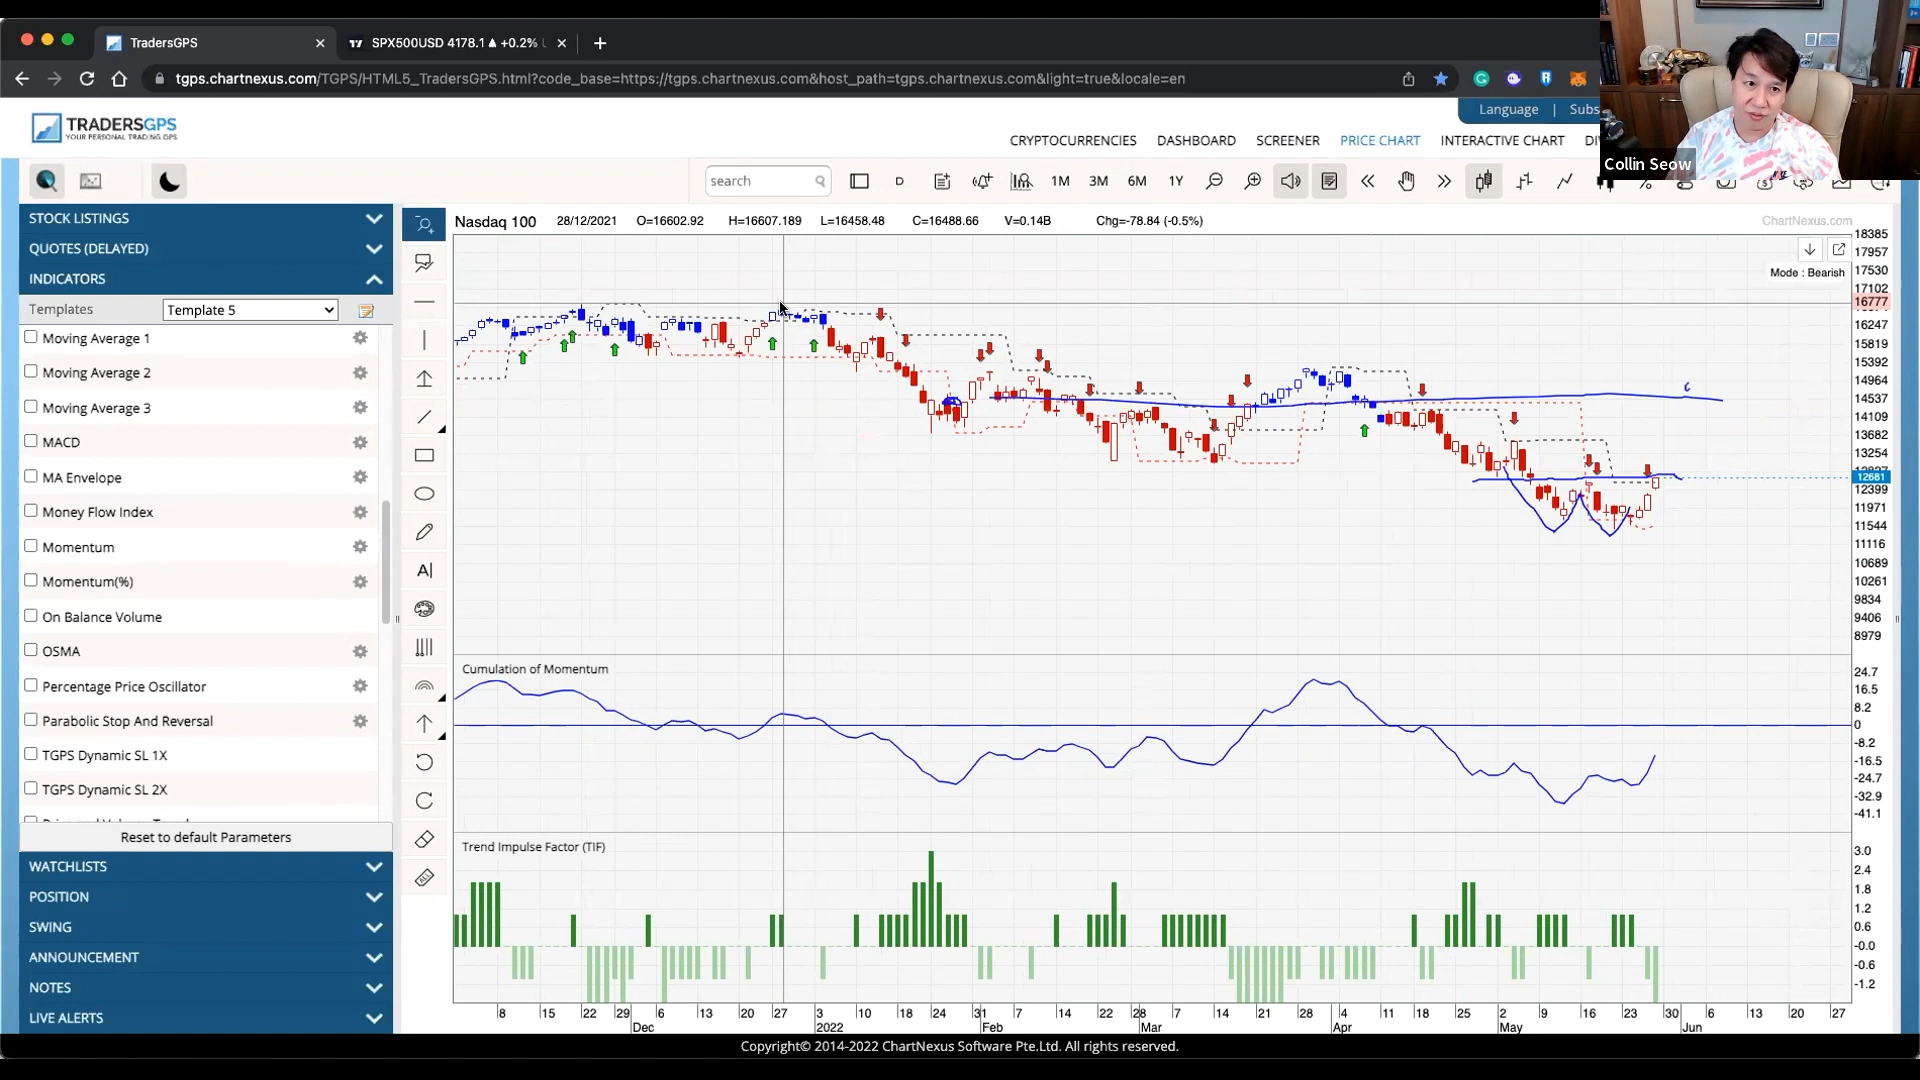 TradersGPS
SPX500USD 4178.1 ▲ +0.2%
tgps.chartnexus.com/TGPS/HTML5_TradersGPS.html?code_base=https://tgps.chartnexus.com&host_path=tgps.chartnexus.com&light=true&locale=en
Language | Subs
TRADERSGPS
YOUR PERSONAL TRADING GPS
CRYPTOCURRENCIES DASHBOARD SCREENER PRICE CHART INTERACTIVE CHART
Collin Seow
search D 1M 3M 6M 1Y
STOCK LISTINGS
QUOTES (DELAYED)
INDICATORS
Templates Template 5
Moving Average 1
Moving Average 2
Moving Average 3
MACD
MA Envelope
Money Flow Index
Momentum
Momentum(%)
On Balance Volume
OSMA
Percentage Price Oscillator
Parabolic Stop And Reversal
TGPS Dynamic SL 1X
TGPS Dynamic SL 2X
Reset to default Parameters
WATCHLISTS
POSITION
SWING
ANNOUNCEMENT
NOTES
LIVE ALERTS
Nasdaq 100 28/12/2021 O=16602.92 H=16607.189 L=16458.48 C=16488.66 V=0.14B Chg=-78.84 (-0.5%)
ChartNexus.com
Mode : Bearish
18385
17957
17530
17102
16777
16247
15819
15392
14964
14537
14109
13682
13254
12681
12399
11971
11544
11116
10689
10261
9834
9406
8979
Cumulation of Momentum
24.7
16.5
8.2
0
-8.2
-16.5
-24.7
-32.9
-41.1
Trend Impulse Factor (TIF)
3.0
2.4
1.8
1.2
0.6
-0.0
-0.6
-1.2
8 15 22 29 6 13 20 27 3 10 18 24 31 7 14 22 28 7 14 21 28 4 11 18 25 2 9 16 23 30 6 13 20 27
Dec 2022 Feb Mar Apr May Jun
Copyright© 2014-2022 ChartNexus Software Pte.Ltd. All rights reserved.